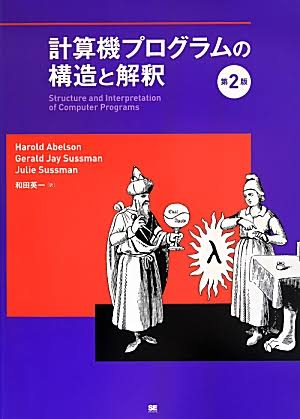 計算機プログラムの
構造と解釈
第2版
Structure and Interpretation
of Computer Programs
Harold Abelson
Gerald Jay Sussman
Julie Sussman
和田英一 訳
λ
SE